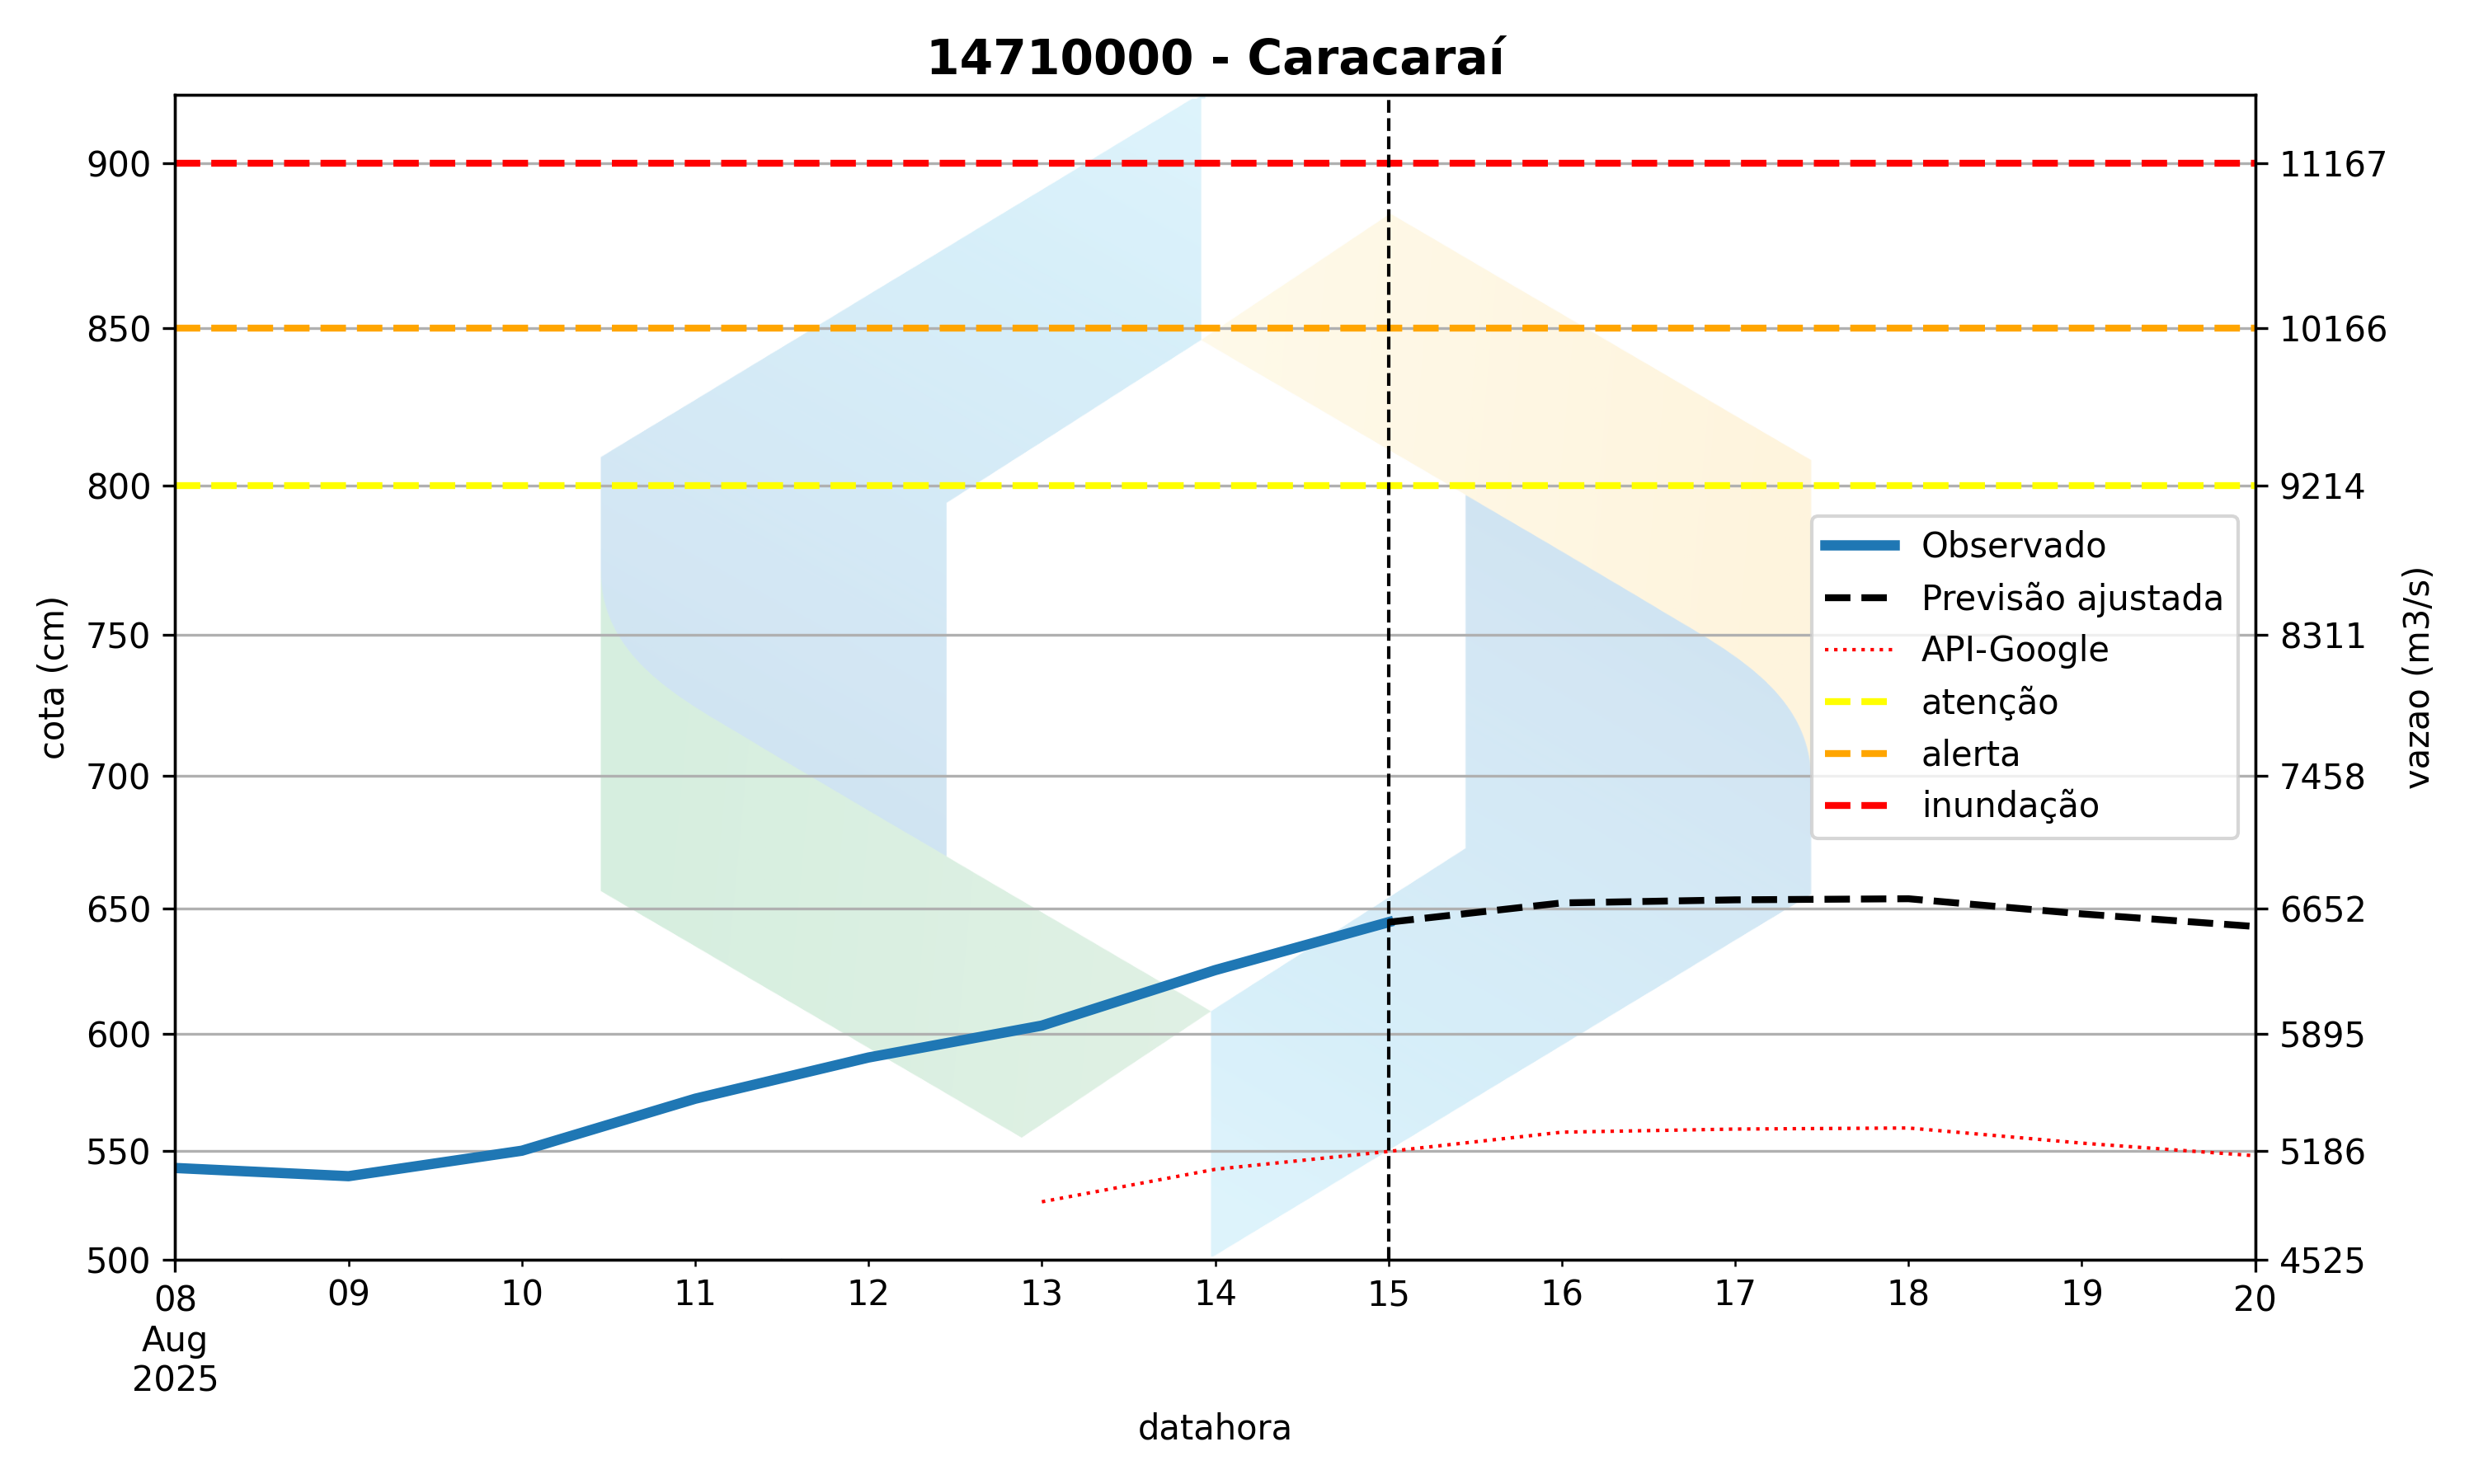 14710000 - Caracaraí
cota (cm)
900
850
800
750
700
650
600
550
500
11167
10166
9214
8311
7458
6652
5895
5186
4525
vazao (m3/s)
Observado
Previsão ajustada
API-Google
atenção
alerta
inundação
08 09 10 11 12 13 14 15 16 17 18 19 20
Aug
2025
datahora